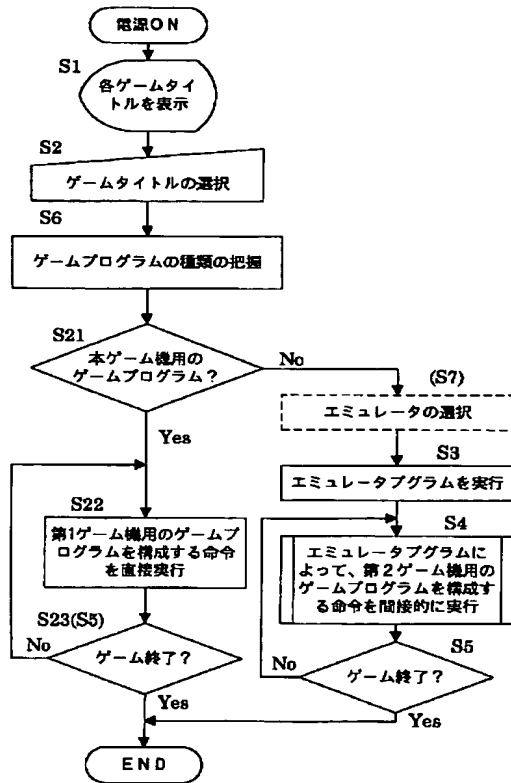 電源ON
S1
各ゲームタイ
トルを表示
S2
ゲームタイトルの選択
S6
ゲームプログラムの種類の把握
S21
本ゲーム機用の
ゲームプログラム？
No
Yes
(S7)
エミュレータの選択
S3
エミュレータプグラムを実行
S22
第1ゲーム機用のゲームプ
ログラムを構成する命令
を直接実行
S4
エミュレータプグラムに
よって、第２ゲーム機用の
ゲームプログラムを構成す
る命令を間接的に実行
S23(S5)
No
ゲーム終了？
Yes
S5
No
ゲーム終了？
Yes
END